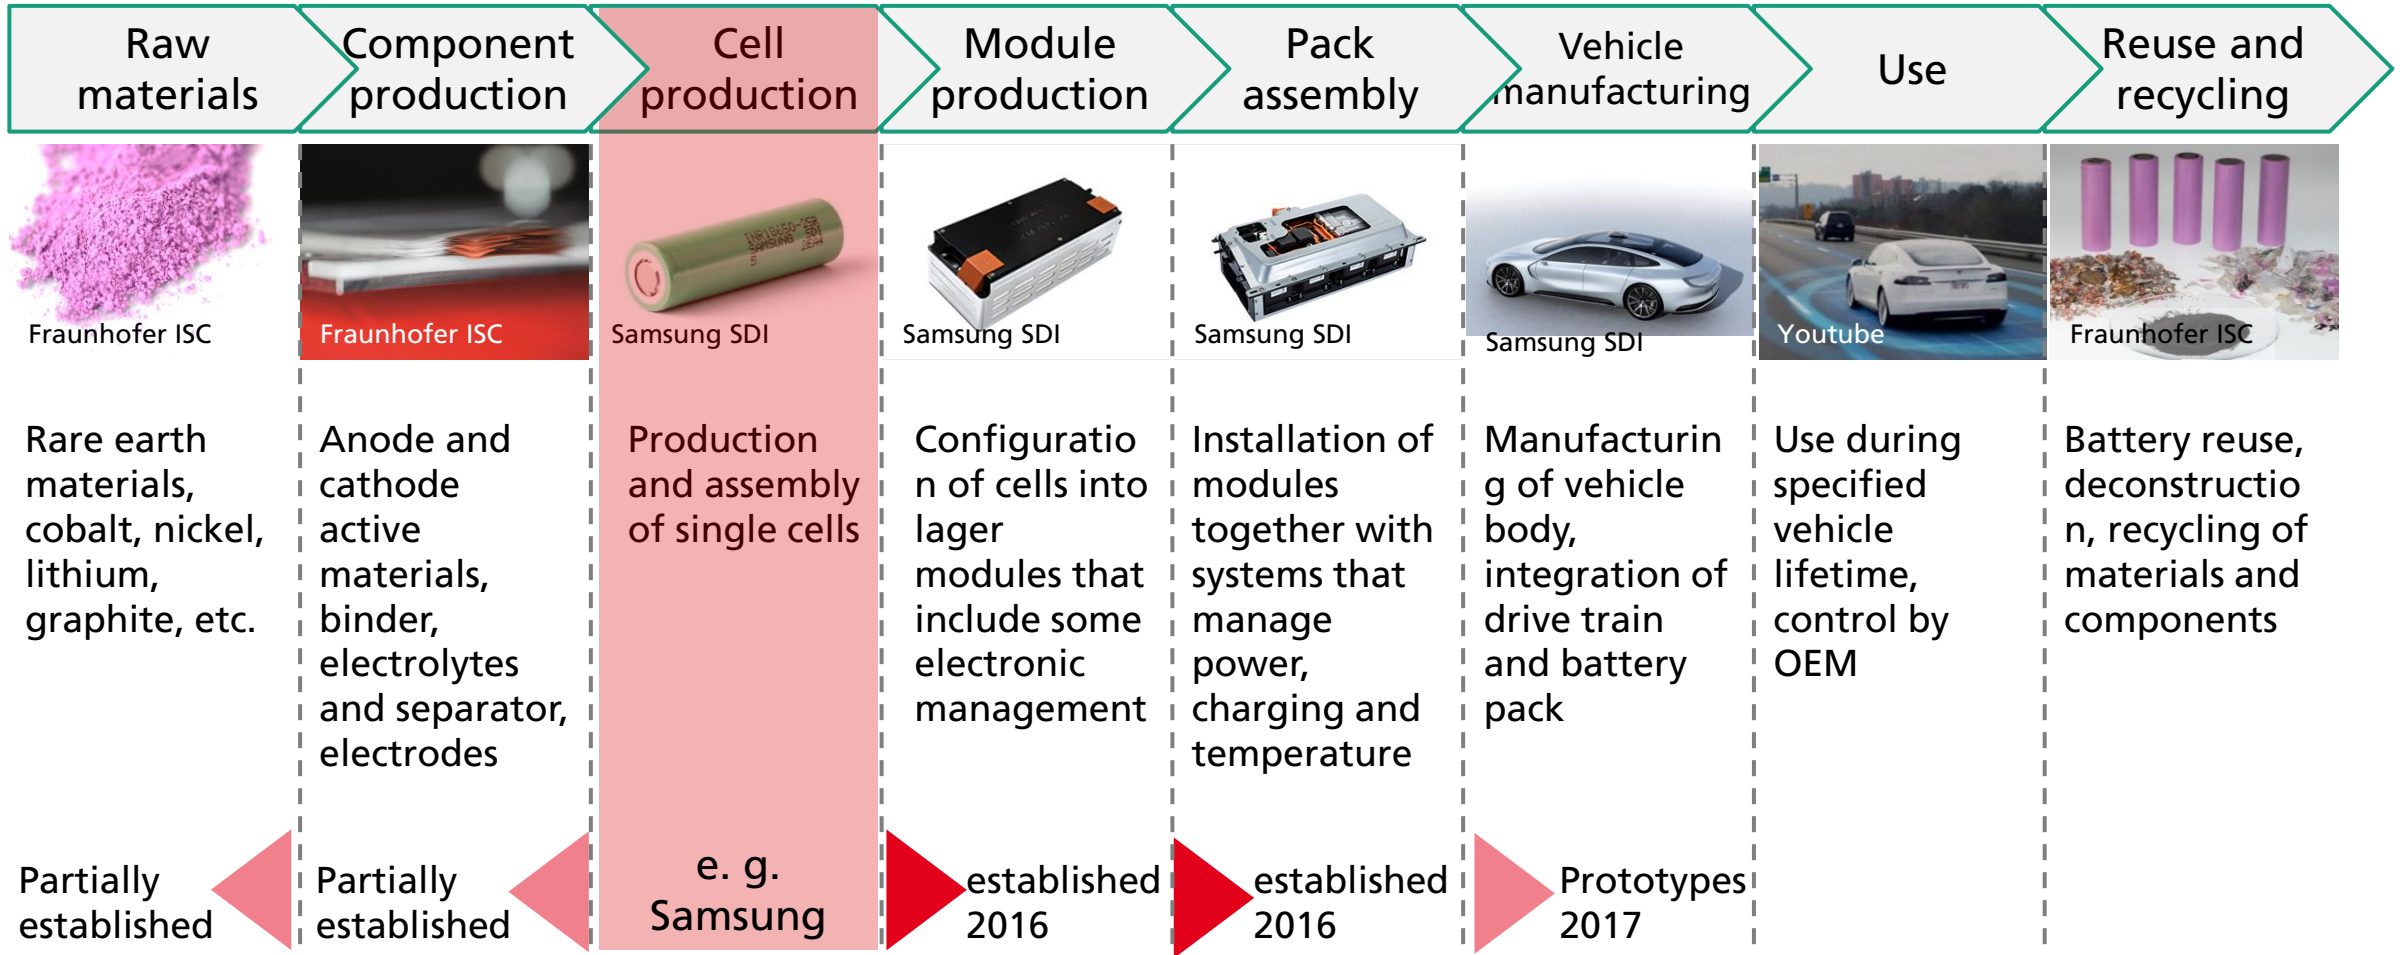 Raw
materials
Component
production
Cell
production
Module
production
Pack
assembly
Vehicle
manufacturing
Use
Reuse and
recycling
Fraunhofer ISC
Fraunhofer ISC
INR18650-25R
SAMSUNG SDI
Samsung SDI
Samsung SDI
Samsung SDI
Samsung SDI
Youtube
Fraunhofer ISC
Rare earth
materials,
cobalt, nickel,
lithium,
graphite, etc.
Anode and
cathode
active
materials,
binder,
electrolytes
and separator,
electrodes
Production
and assembly
of single cells
Configuratio
n of cells into
lager
modules that
include some
electronic
management
Installation of
modules
together with
systems that
manage
power,
charging and
temperature
Manufacturin
g of vehicle
body,
integration of
drive train
and battery
pack
Use during
specified
vehicle
lifetime,
control by
OEM
Battery reuse,
deconstructio
n, recycling of
materials and
components
Partially
established
Partially
established
e. g.
Samsung
established
2016
established
2016
Prototypes
2017